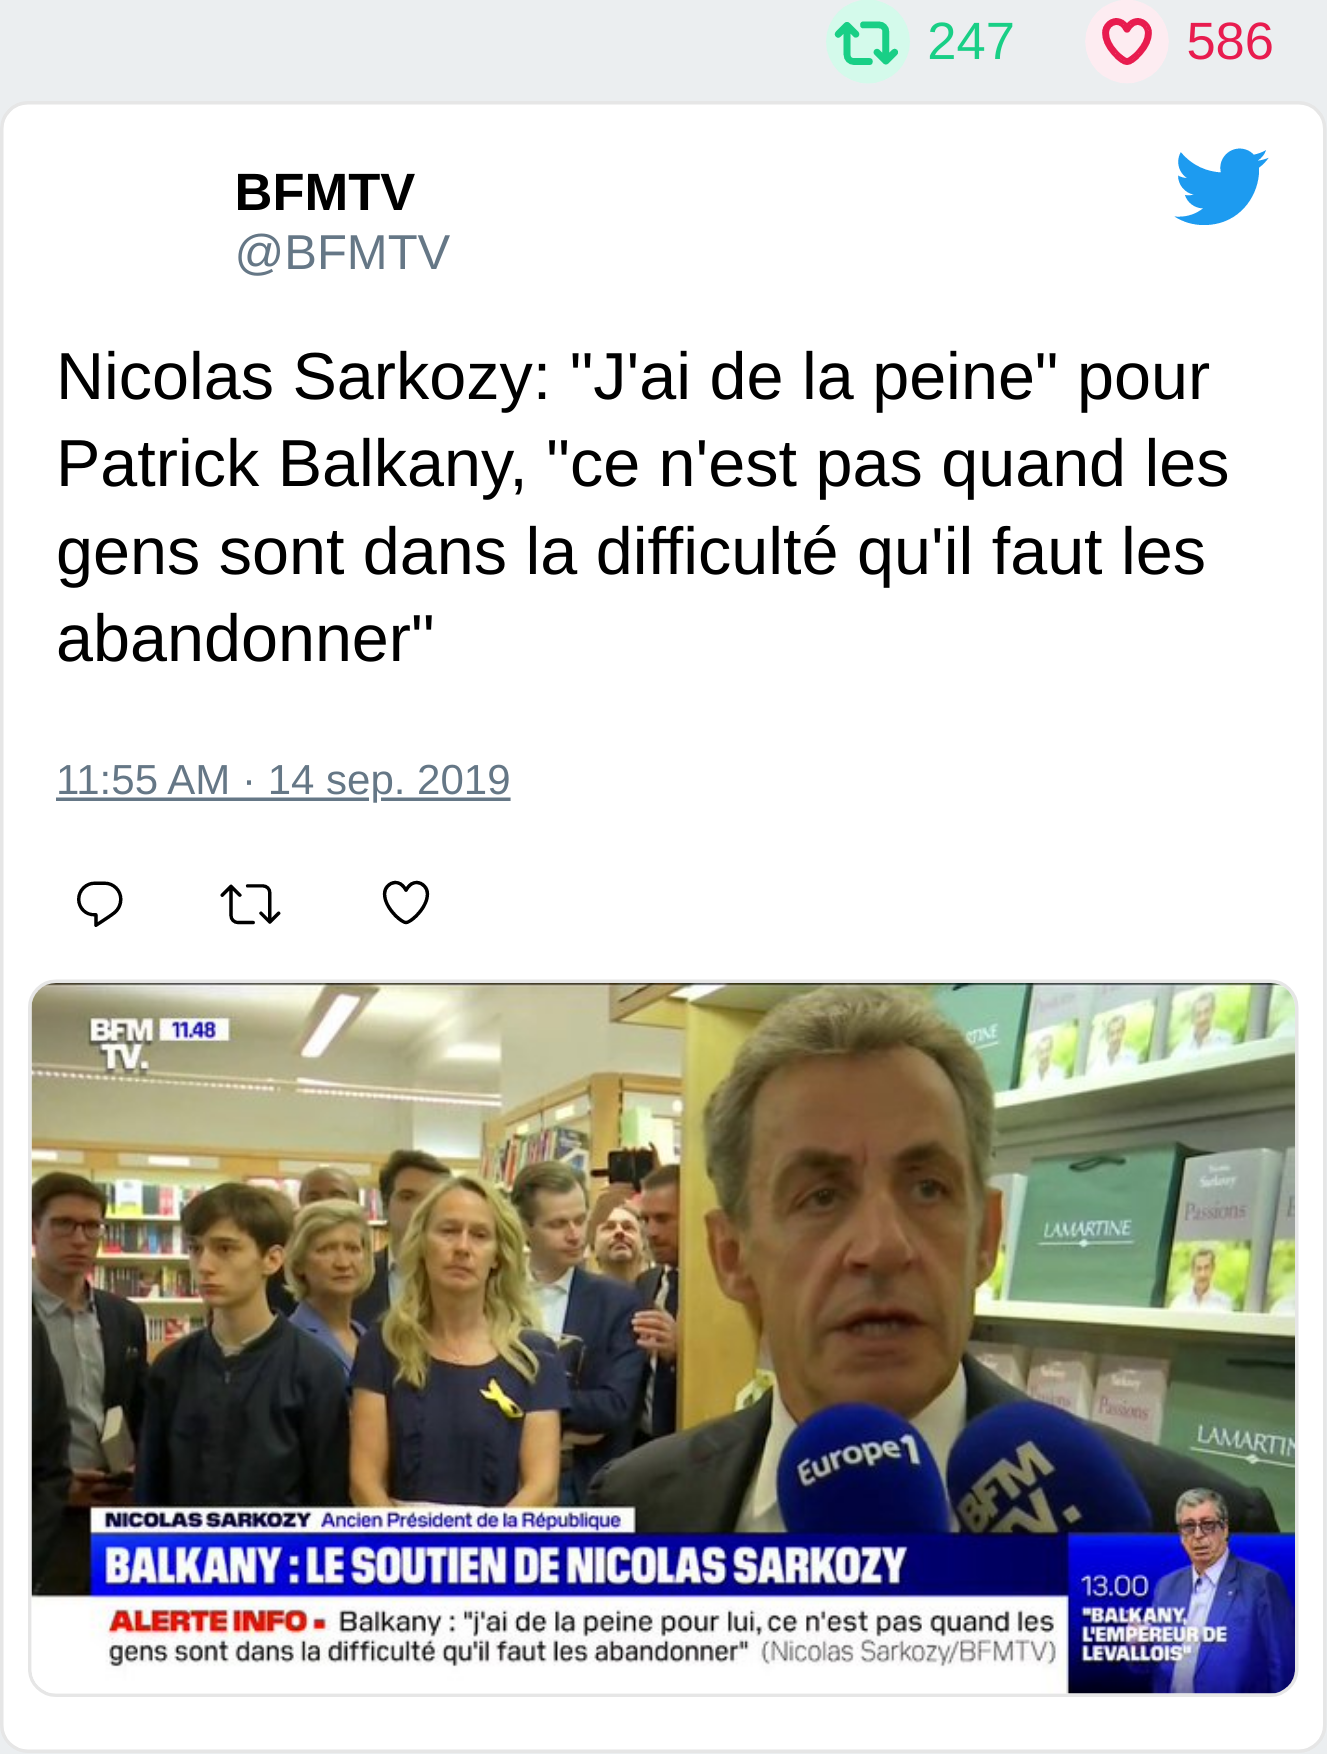 247 586
BFMTV
@BFMTV
Nicolas Sarkozy: "J'ai de la peine" pour
Patrick Balkany, "ce n'est pas quand les
gens sont dans la difficulté qu'il faut les
abandonner"
11:55 AM · 14 sep. 2019
BFM 11.48
TV.
LAMARTINE
Passions
Passions
Passions
LAMARTIN
Europe1
BFM
TV.
NICOLAS SARKOZY Ancien Président de la République
BALKANY : LE SOUTIEN DE NICOLAS SARKOZY
ALERTE INFO ▪ Balkany : "j'ai de la peine pour lui, ce n'est pas quand les
gens sont dans la difficulté qu'il faut les abandonner" (Nicolas Sarkozy/BFMTV)
13.00
"BALKANY,
L'EMPEREUR DE
LEVALLOIS"